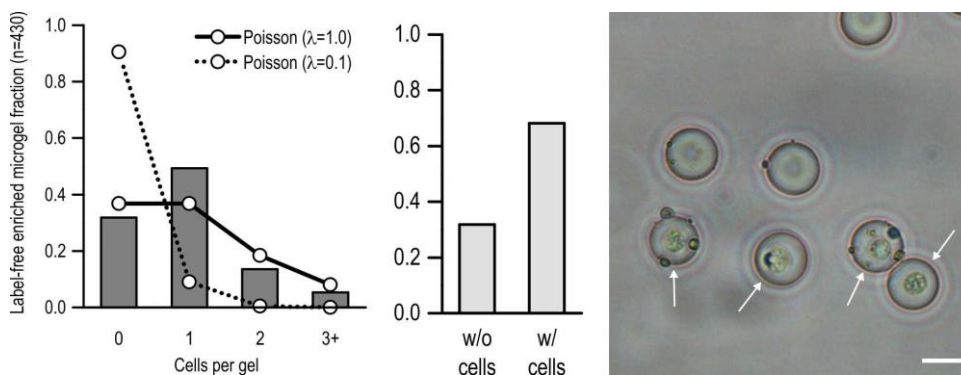 Label-free enriched microgel fraction (n=430)
1.0
0.8
0.6
0.4
0.2
0.0
Poisson (λ=1.0)
Poisson (λ=0.1)
0 1 2 3+
Cells per gel
1.0
0.8
0.6
0.4
0.2
0.0
w/o w/
cells cells